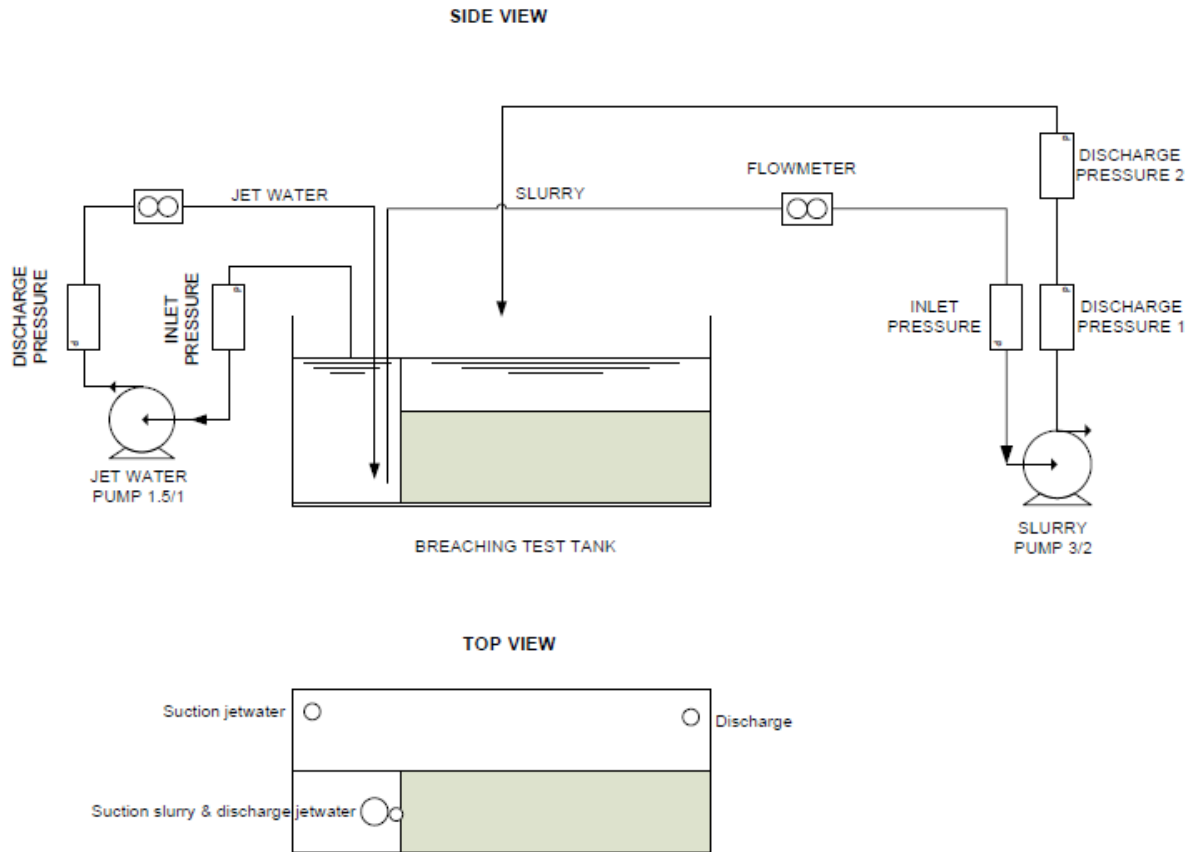 SIDE VIEW
DISCHARGE
PRESSURE 2
FLOWMETER
JET WATER
SLURRY
DISCHARGE
PRESSURE
INLET
PRESSURE
INLET
PRESSURE
DISCHARGE
PRESSURE 1
P
P
P
P
P
JET WATER
PUMP 1.5/1
SLURRY
PUMP 3/2
BREACHING TEST TANK
TOP VIEW
Suction jetwater
Discharge
Suction slurry & discharge jetwater